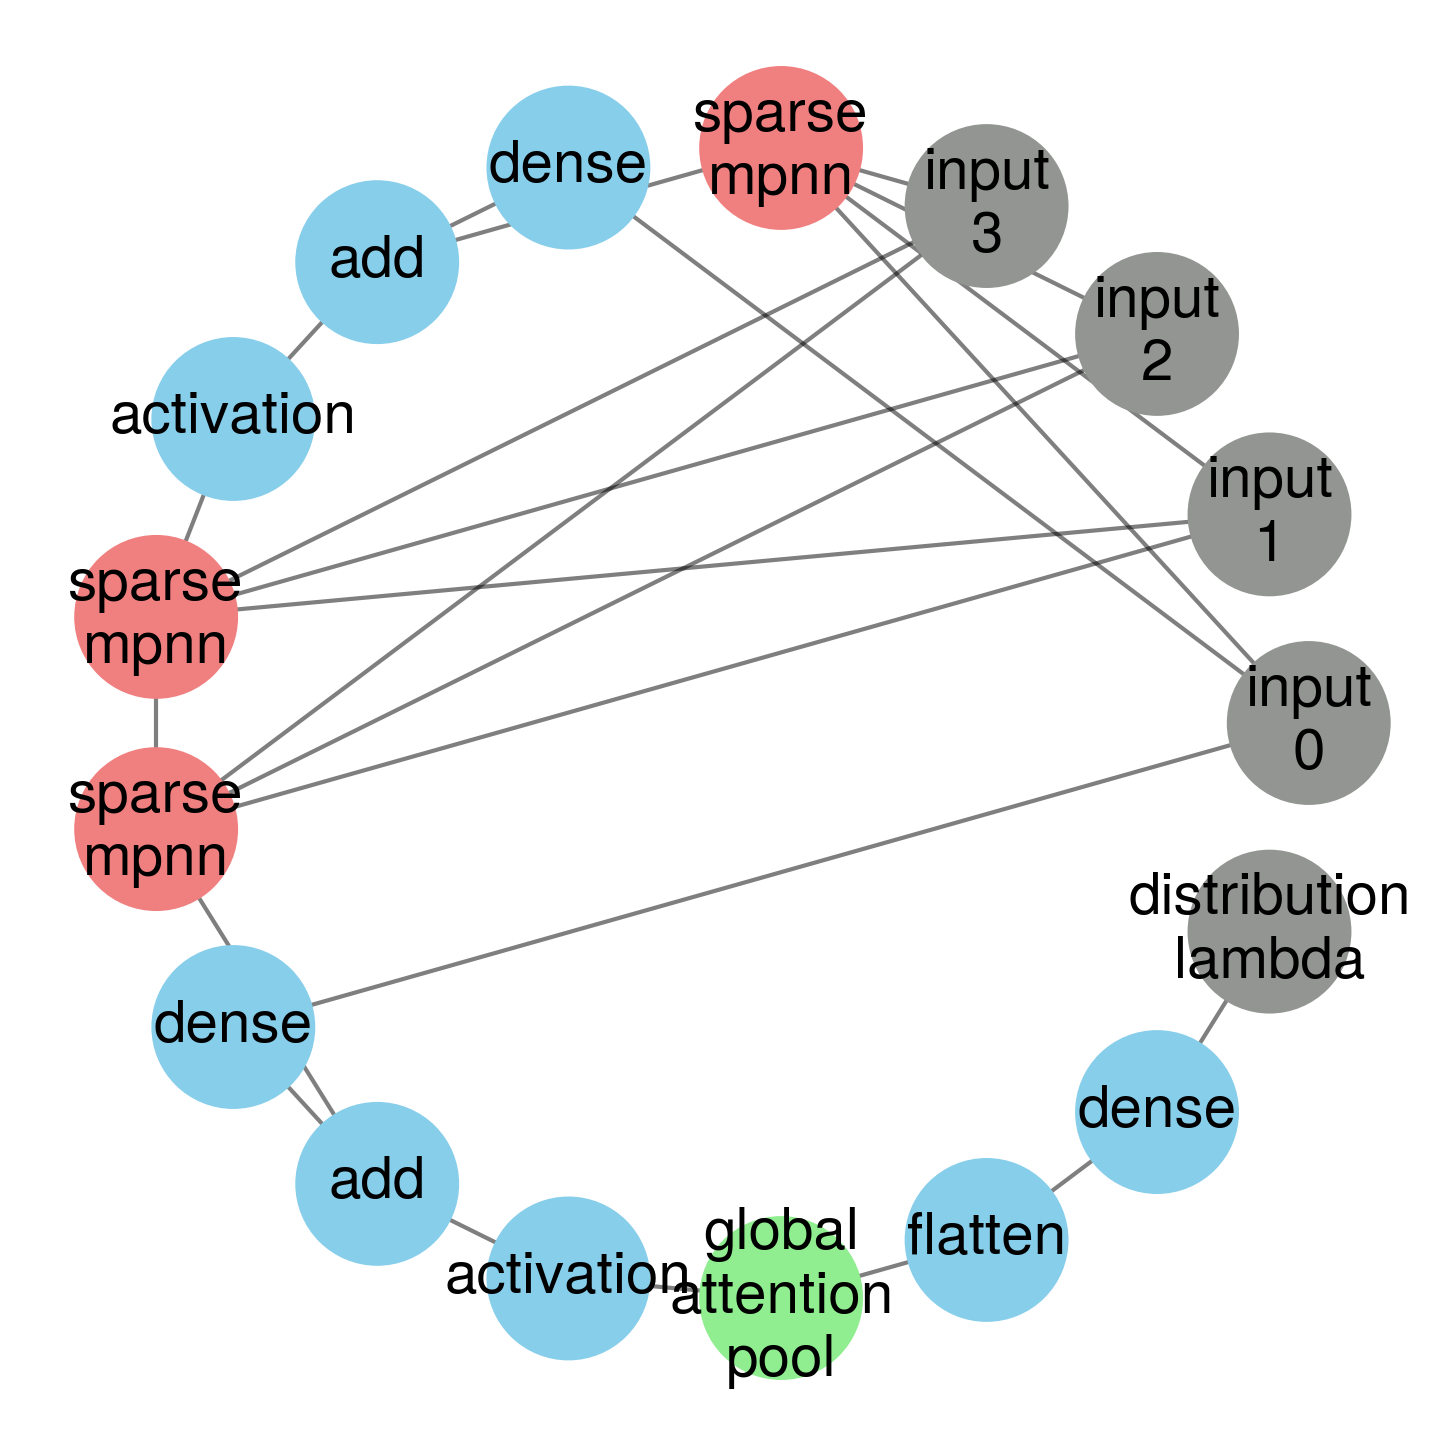 sparse
mpnn
dense
input
3
add
input
2
activation
input
1
sparse
mpnn
input
0
sparse
mpnn
distribution
lambda
dense
dense
add
flatten
activation
global
attention
pool